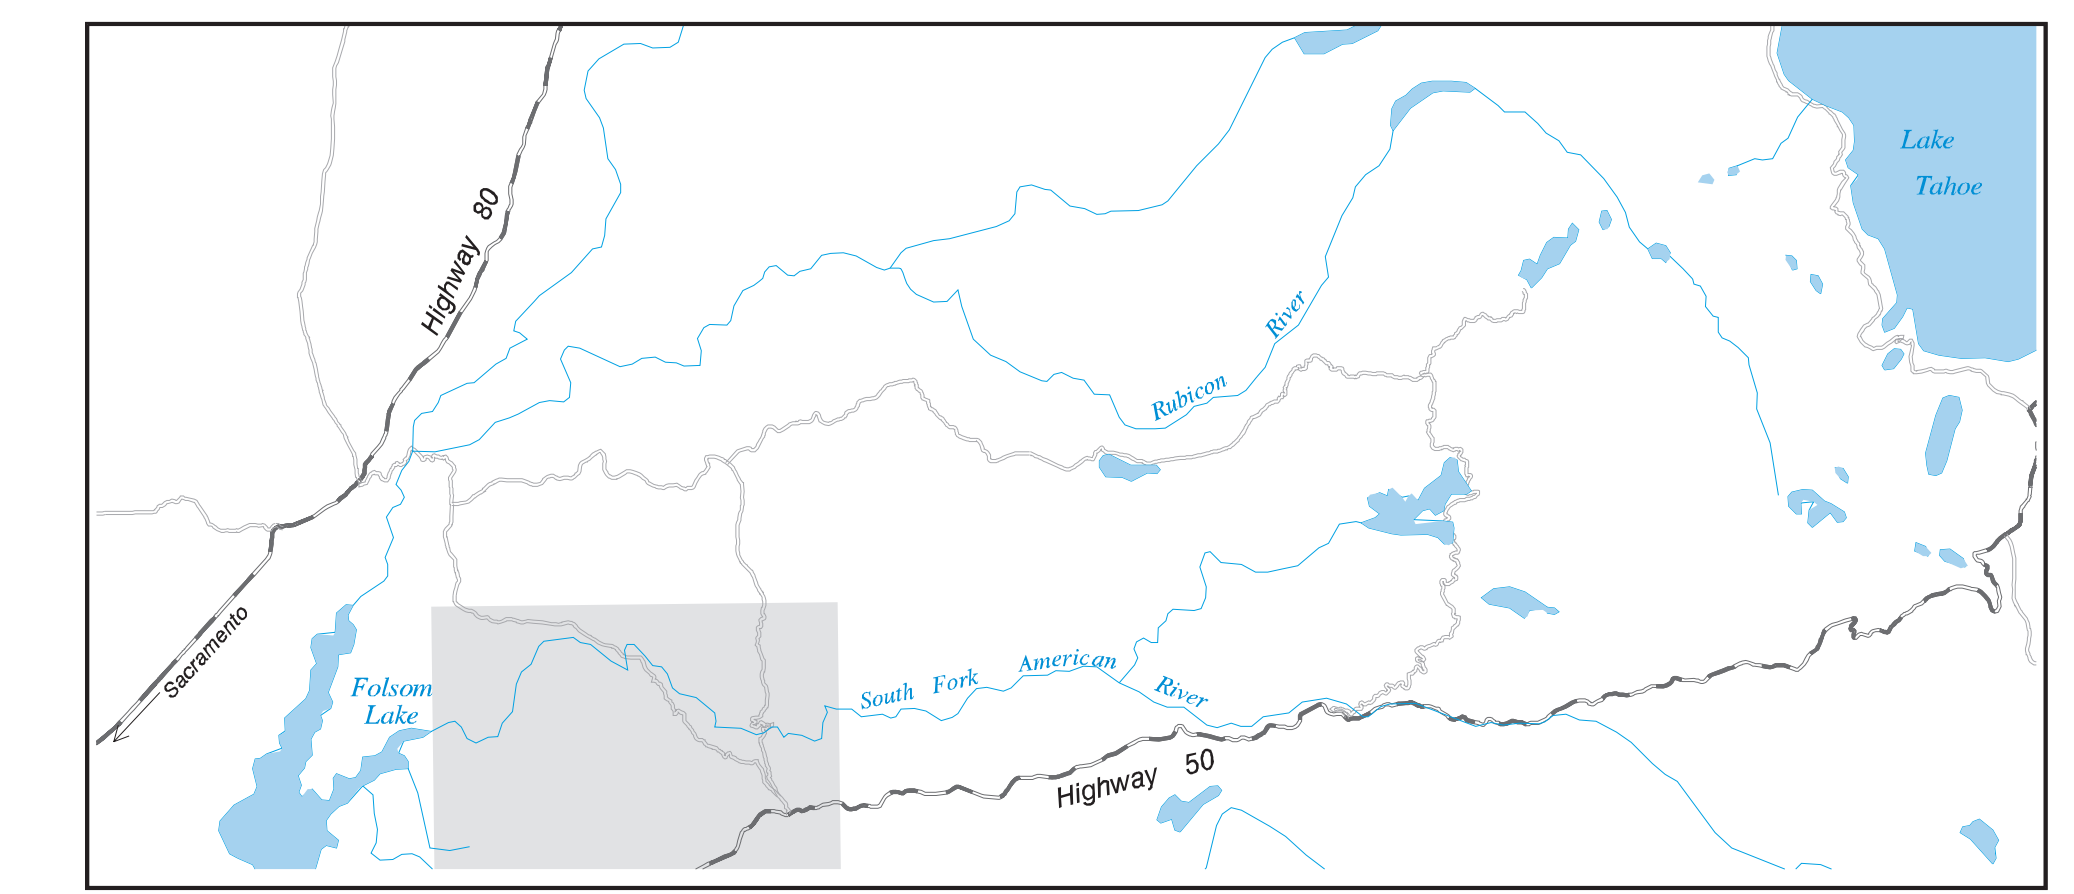 Lake
Tahoe
Highway 80
Rubicon River
Sacramento
Folsom
Lake
South Fork American River
Highway 50